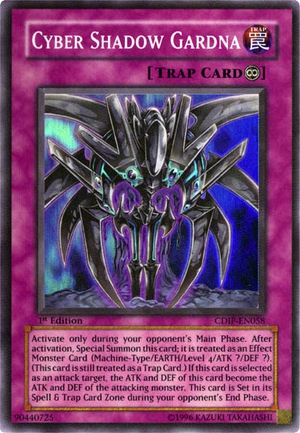 Cyber Shadow Gardna
TRAP
罠
[Trap Card]
1st Edition
CDIP-EN058
Activate only during your opponent's Main Phase. After
activation, Special Summon this card; it is treated as an Effect
Monster Card (Machine-Type/EARTH/Level 4/ATK ?/DEF ?).
(This card is still treated as a Trap Card.) If this card is selected
as an attack target, the ATK and DEF of this card become the
ATK and DEF of the attacking monster. This card is Set in its
Spell & Trap Card Zone during your opponent's End Phase.
90440725
©1996 KAZUKI TAKAHASHI